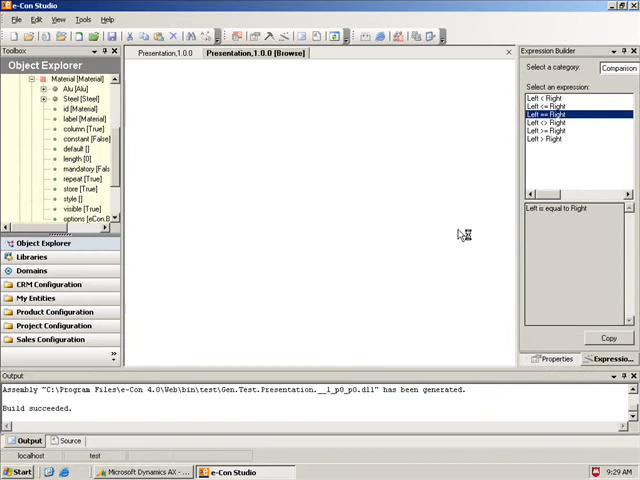 e-Con Studio
File Edit View Tools Help
Toolbox
Presentation,1.0.0
Presentation,1.0.0 [Browse]
Expression Builder
Object Explorer
Material [Material]
Alu [Alu]
Steel [Steel]
id [Material]
label [Material]
column [True]
constant [False]
default []
length [0]
mandatory [Fals
repeat [True]
store [True]
style []
visible [True]
options [eCon.B
Object Explorer
Libraries
Domains
CRM Configuration
My Entities
Product Configuration
Project Configuration
Sales Configuration
Select a category:
Comparison
Select an expression:
Left < Right
Left <= Right
Left == Right
Left <> Right
Left >= Right
Left > Right
Left is equal to Right
Copy
Properties
Expressio...
Output
Assembly "C:\Program Files\e-Con 4.0\Web\bin\test\Gen.Test.Presentation.__1_p0_p0.dll" has been generated.
Build succeeded.
Output
Source
localhost
test
Start
Microsoft Dynamics AX - ...
e-Con Studio
9:29 AM